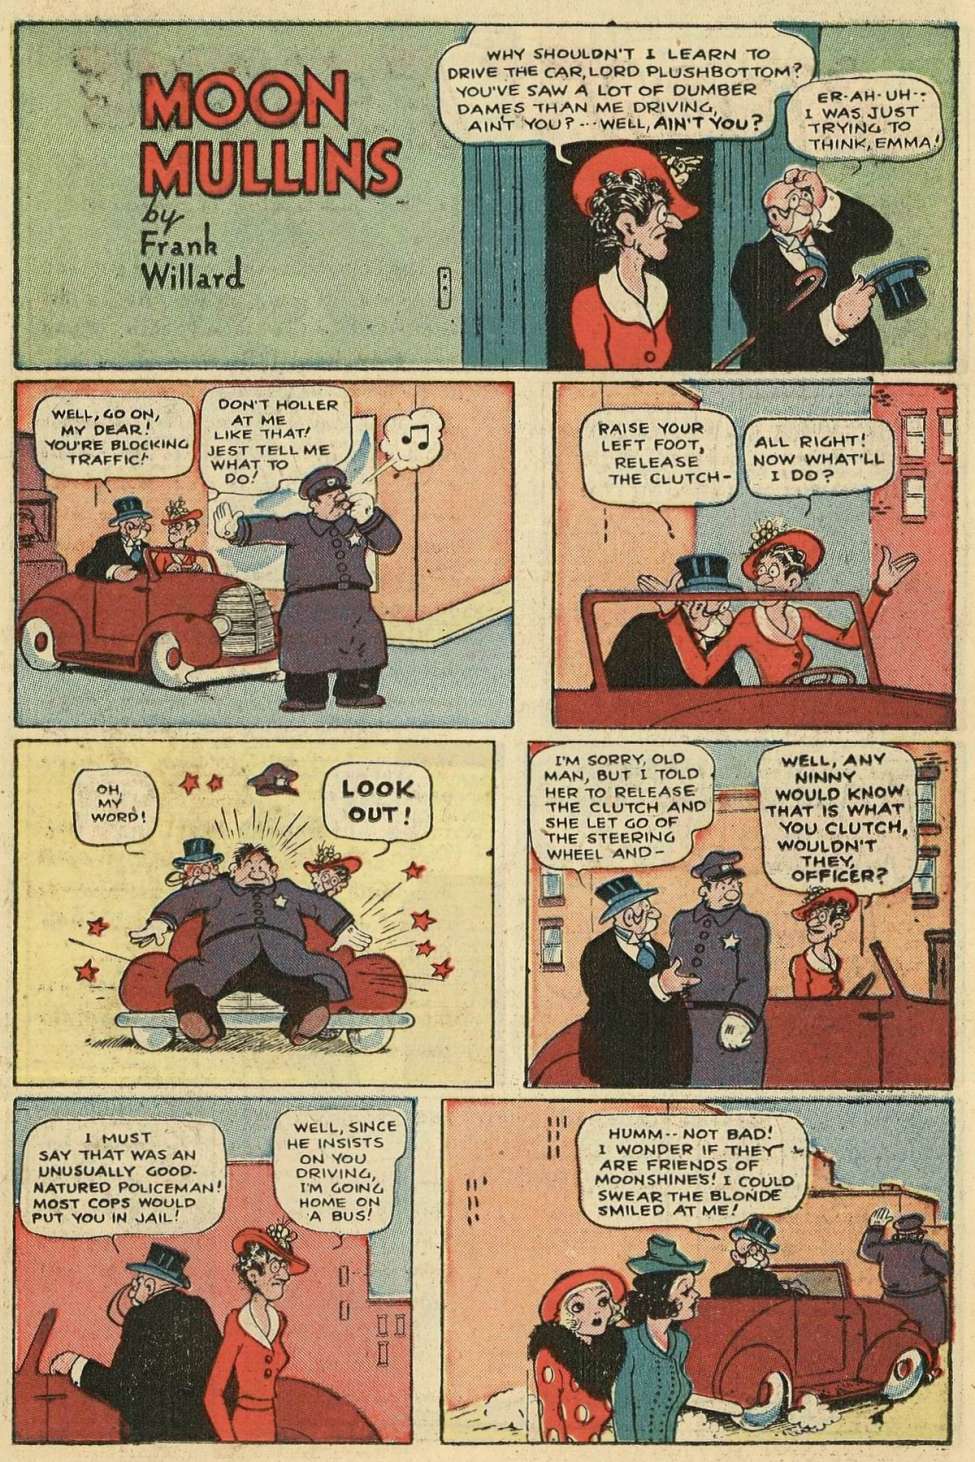 MOON
MULLINS
by
Frank
Willard
WHY SHOULDN'T I LEARN TO
DRIVE THE CAR, LORD PLUSHBOTTOM?
YOU'VE SAW A LOT OF DUMBER
DAMES THAN ME DRIVING,
AIN'T YOU? --- WELL, AIN'T YOU?
ER-AH-UH--
I WAS JUST
TRYING TO
THINK, EMMA!
WELL, GO ON,
MY DEAR!
YOU'RE BLOCKING
TRAFFIC!
DON'T HOLLER
AT ME
LIKE THAT!
JEST TELL ME
WHAT TO
DO!
RAISE YOUR
LEFT FOOT,
RELEASE
THE CLUTCH-
ALL RIGHT!
NOW WHAT'LL
I DO?
OH,
MY
WORD!
LOOK
OUT!
I'M SORRY, OLD
MAN, BUT I TOLD
HER TO RELEASE
THE CLUTCH AND
SHE LET GO OF
THE STEERING
WHEEL AND-
WELL, ANY
NINNY
WOULD KNOW
THAT IS WHAT
YOU CLUTCH,
WOULDN'T
THEY,
OFFICER?
I MUST
SAY THAT WAS AN
UNUSUALLY GOOD-
NATURED POLICEMAN!
MOST COPS WOULD
PUT YOU IN JAIL!
WELL, SINCE
HE INSISTS
ON YOU
DRIVING,
I'M GOING
HOME ON
A BUS!
HUMM-- NOT BAD!
I WONDER IF THEY
ARE FRIENDS OF
MOONSHINES! I COULD
SWEAR THE BLONDE
SMILED AT ME!